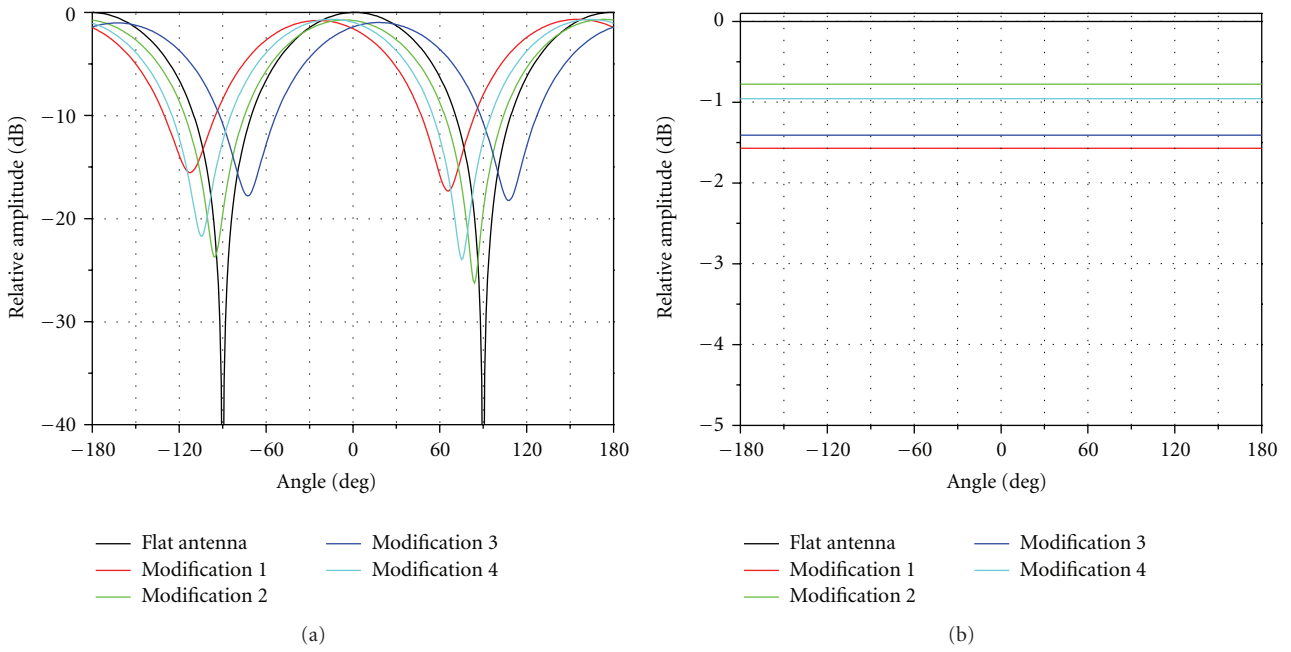 −0
−10
−20
−30
−40
Relative amplitude (dB)
−180 −120 −60 0 60 120 180
Angle (deg)
Flat antenna
Modification 1
Modification 2
Modification 3
Modification 4
(a)
0
−1
−2
−3
−4
−5
Relative amplitude (dB)
−180 −120 −60 0 60 120 180
Angle (deg)
Flat antenna
Modification 1
Modification 2
Modification 3
Modification 4
(b)